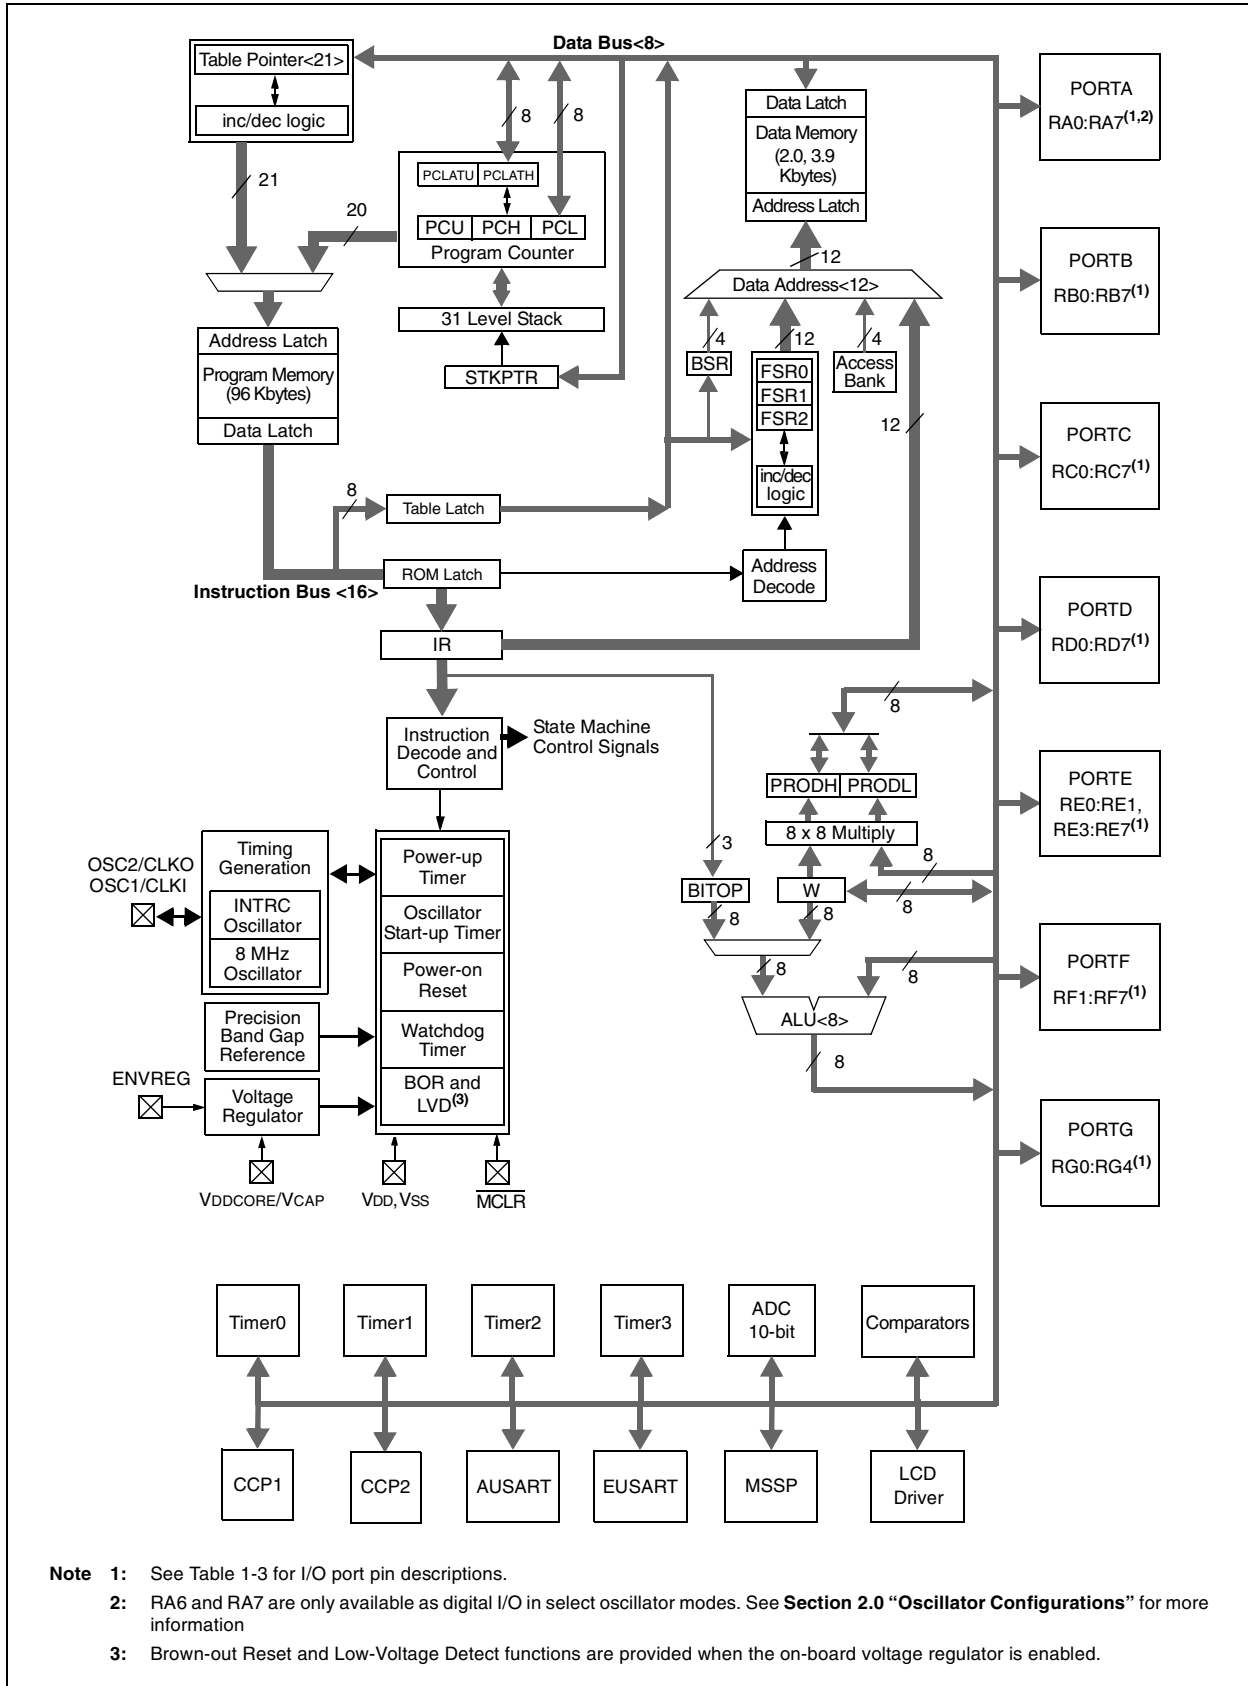 Data Bus<8>
Table Pointer<21>
inc/dec logic
21
20
8
8
PCLATU PCLATH
PCU PCH PCL
Program Counter
31 Level Stack
STKPTR
Address Latch
Program Memory
(96 Kbytes)
Data Latch
8
Table Latch
ROM Latch
Instruction Bus <16>
IR
Data Latch
Data Memory
(2.0, 3.9
Kbytes)
Address Latch
12
Data Address<12>
4
12
4
BSR
FSR0
FSR1
FSR2
inc/dec
logic
Access
Bank
12
Address
Decode
Instruction
Decode and
Control
State Machine
Control Signals
8
PRODH PRODL
8 x 8 Multiply
3
8
BITOP
W
8
8
8
8
8
ALU<8>
8
OSC2/CLKO
OSC1/CLKI
Timing
Generation
INTRC
Oscillator
8 MHz
Oscillator
Power-up
Timer
Oscillator
Start-up Timer
Power-on
Reset
Watchdog
Timer
BOR and
LVD(3)
Precision
Band Gap
Reference
ENVREG
Voltage
Regulator
VDDCORE/VCAP
VDD, VSS
MCLR
PORTA
RA0:RA7(1,2)
PORTB
RB0:RB7(1)
PORTC
RC0:RC7(1)
PORTD
RD0:RD7(1)
PORTE
RE0:RE1,
RE3:RE7(1)
PORTF
RF1:RF7(1)
PORTG
RG0:RG4(1)
Timer0
Timer1
Timer2
Timer3
ADC
10-bit
Comparators
CCP1
CCP2
AUSART
EUSART
MSSP
LCD
Driver
Note 1: See Table 1-3 for I/O port pin descriptions.
2: RA6 and RA7 are only available as digital I/O in select oscillator modes. See Section 2.0 “Oscillator Configurations” for more
information
3: Brown-out Reset and Low-Voltage Detect functions are provided when the on-board voltage regulator is enabled.